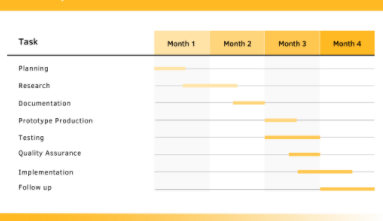 Task Month 1 Month 2 Month 3 Month 4
Planning
Research
Documentation
Prototype Production
Testing
Quality Assurance
Implementation
Follow up